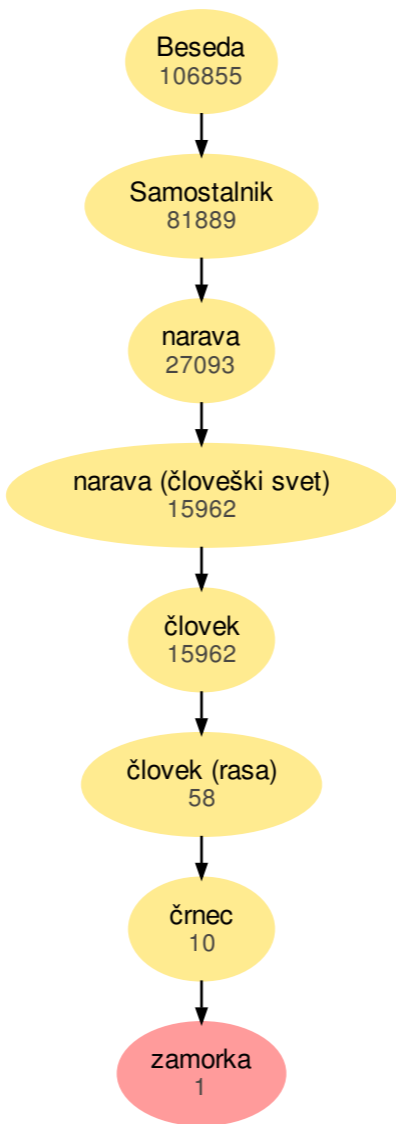 Beseda
106855
Samostalnik
81889
narava
27093
narava (človeški svet)
15962
človek
15962
človek (rasa)
58
črnec
10
zamorka
1